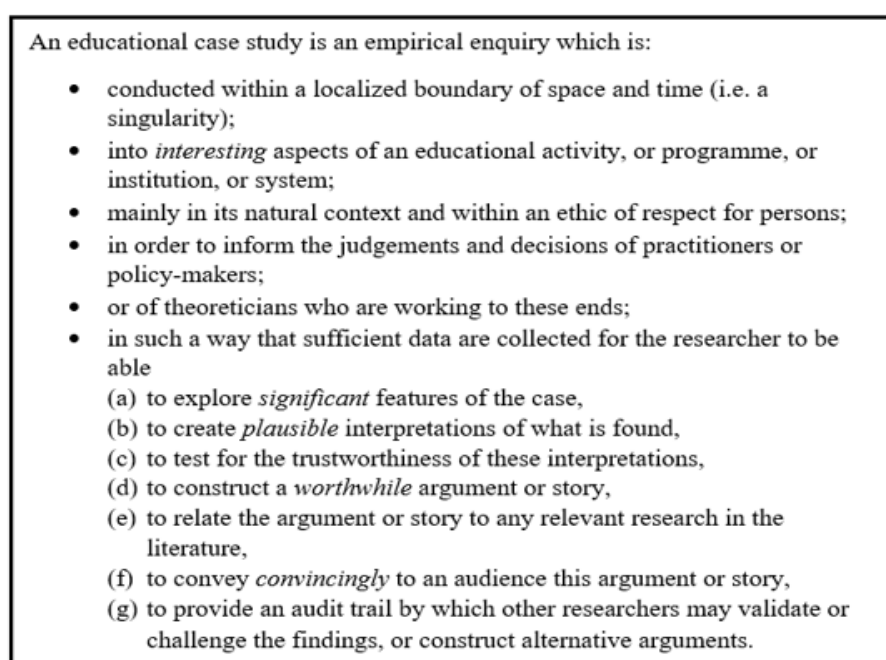 An educational case study is an empirical enquiry which is:
• conducted within a localized boundary of space and time (i.e. a
singularity);
• into interesting aspects of an educational activity, or programme, or
institution, or system;
• mainly in its natural context and within an ethic of respect for persons;
• in order to inform the judgements and decisions of practitioners or
policy-makers;
• or of theoreticians who are working to these ends;
• in such a way that sufficient data are collected for the researcher to be
able
(a) to explore significant features of the case,
(b) to create plausible interpretations of what is found,
(c) to test for the trustworthiness of these interpretations,
(d) to construct a worthwhile argument or story,
(e) to relate the argument or story to any relevant research in the
literature,
(f) to convey convincingly to an audience this argument or story,
(g) to provide an audit trail by which other researchers may validate or
challenge the findings, or construct alternative arguments.